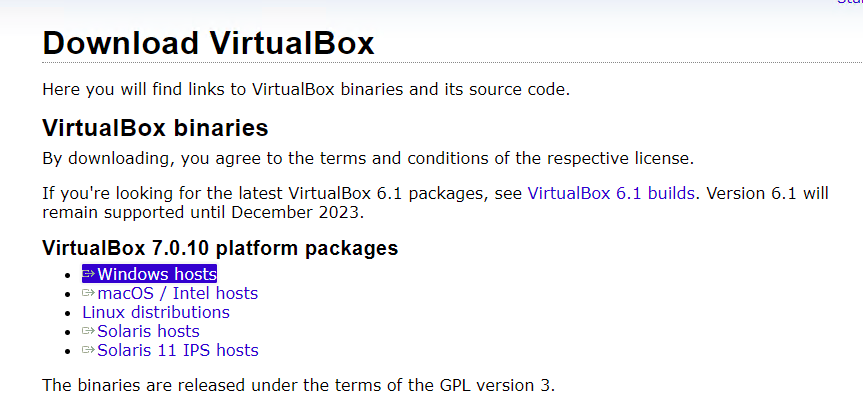 Download VirtualBox
Here you will find links to VirtualBox binaries and its source code.
VirtualBox binaries
By downloading, you agree to the terms and conditions of the respective license.
If you're looking for the latest VirtualBox 6.1 packages, see VirtualBox 6.1 builds. Version 6.1 will
remain supported until December 2023.
VirtualBox 7.0.10 platform packages
Windows hosts
macOS / Intel hosts
Linux distributions
Solaris hosts
Solaris 11 IPS hosts
The binaries are released under the terms of the GPL version 3.